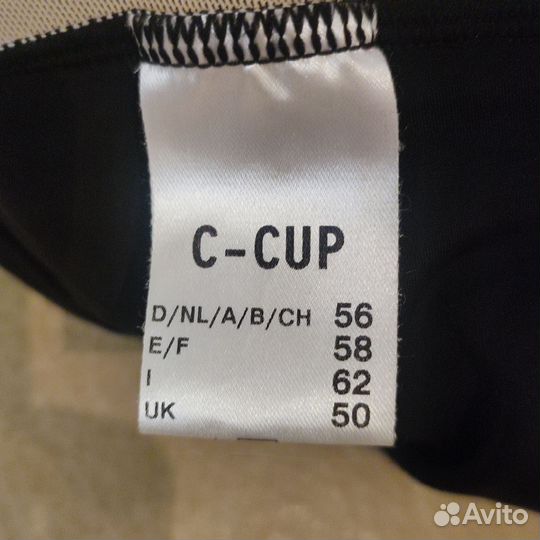 C-CUP
D/NL/A/B/CH 56
E/F 58
I 62
UK 50
Avito